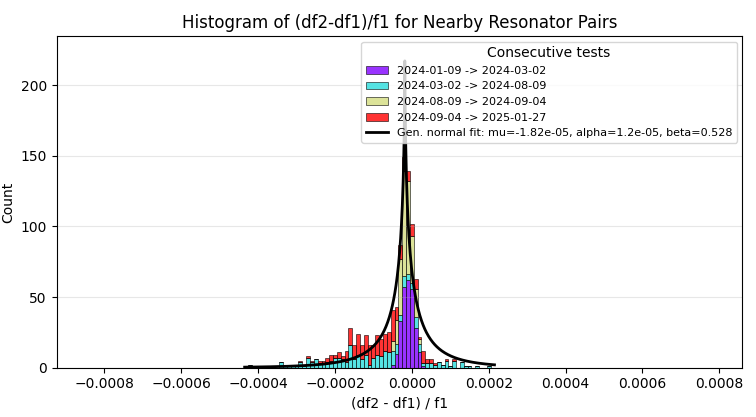 Histogram of (df2-df1)/f1 for Nearby Resonator Pairs
Consecutive tests
2024-01-09 -> 2024-03-02
2024-03-02 -> 2024-08-09
2024-08-09 -> 2024-09-04
2024-09-04 -> 2025-01-27
Gen. normal fit: mu=-1.82e-05, alpha=1.2e-05, beta=0.528
Count
200
150
100
50
0
−0.0008 −0.0006 −0.0004 −0.0002 0.0000 0.0002 0.0004 0.0006 0.0008
(df2 - df1) / f1